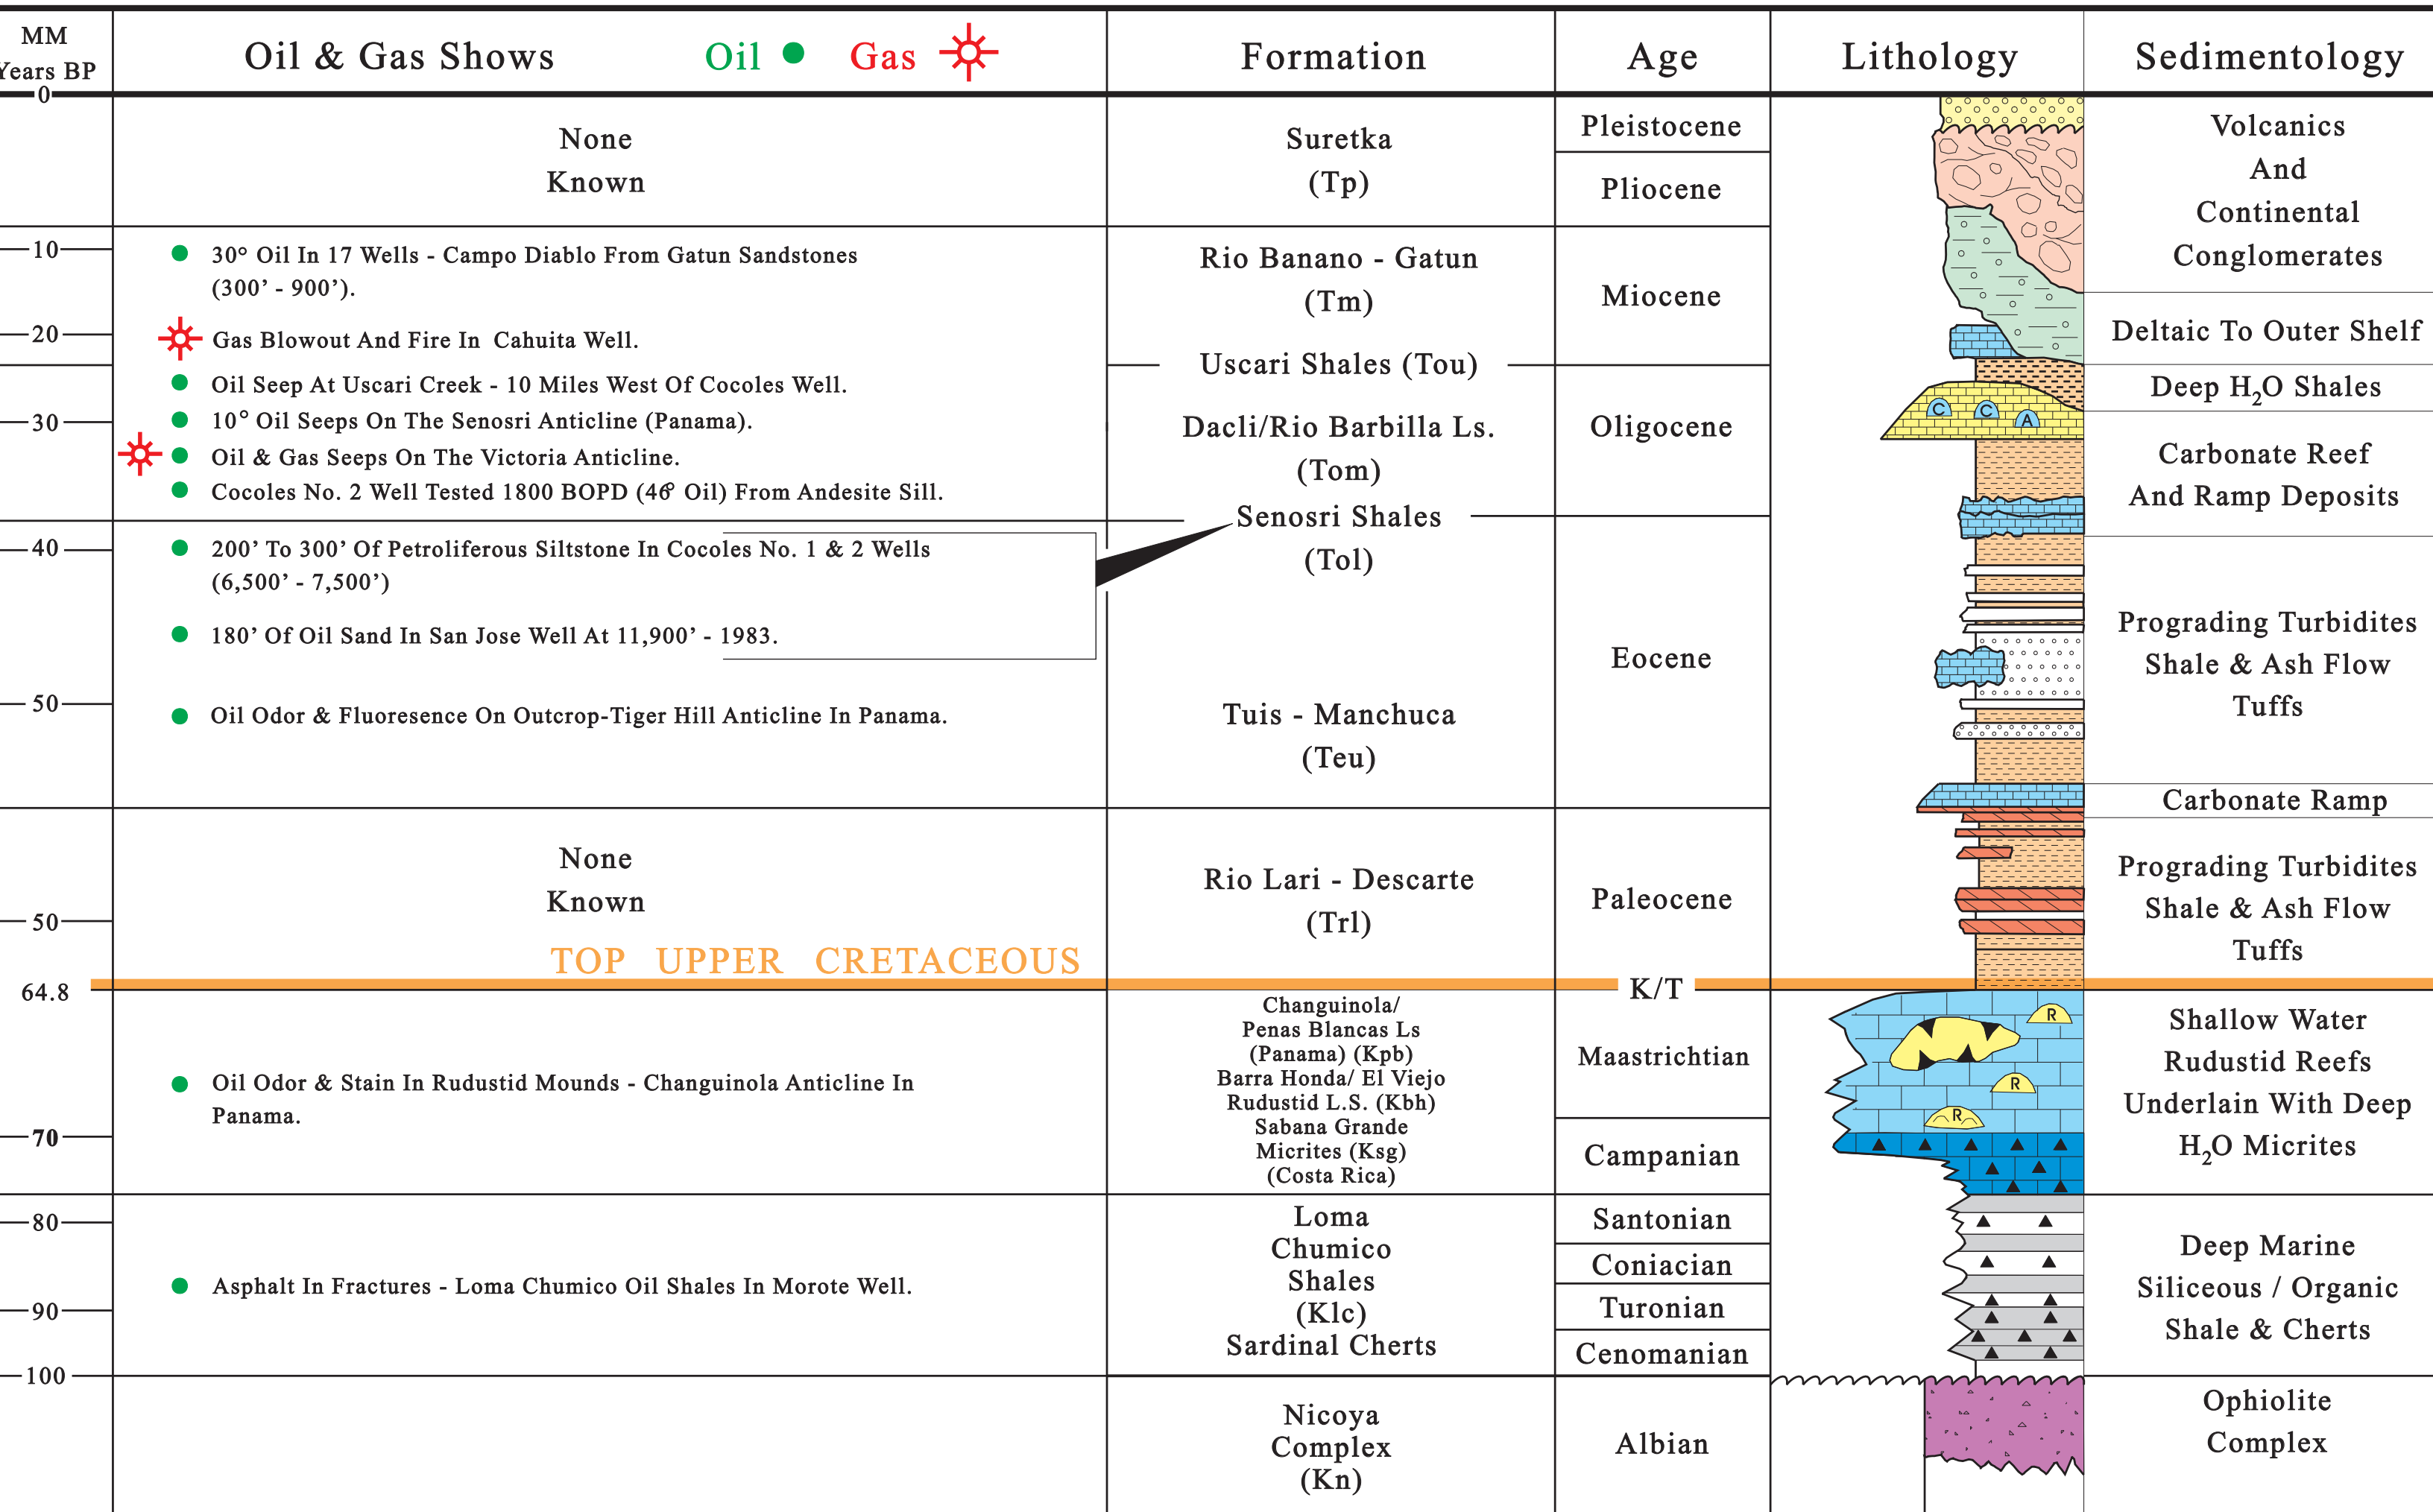 MM
Years BP
Oil & Gas Shows
Oil
Gas
Formation
Age
Lithology
Sedimentology
0
None
Known
Suretka
(Tp)
Pleistocene
Pliocene
Volcanics
And
Continental
Conglomerates
10
30° Oil In 17 Wells - Campo Diablo From Gatun Sandstones
(300’ - 900’).
20
Gas Blowout And Fire In Cahuita Well.
Rio Banano - Gatun
(Tm)
Miocene
Deltaic To Outer Shelf
Uscari Shales (Tou)
Oil Seep At Uscari Creek - 10 Miles West Of Cocoles Well.
Deep H2O Shales
30
10° Oil Seeps On The Senosri Anticline (Panama).
Oil & Gas Seeps On The Victoria Anticline.
Cocoles No. 2 Well Tested 1800 BOPD (46° Oil) From Andesite Sill.
Dacli/Rio Barbilla Ls.
(Tom)
Oligocene
C
C
A
Carbonate Reef
And Ramp Deposits
Senosri Shales
(Tol)
40
200’ To 300’ Of Petroliferous Siltstone In Cocoles No. 1 & 2 Wells
(6,500’ - 7,500’)
180’ Of Oil Sand In San Jose Well At 11,900’ - 1983.
Eocene
Prograding Turbidites
Shale & Ash Flow
Tuffs
50
Oil Odor & Fluoresence On Outcrop-Tiger Hill Anticline In Panama.
Tuis - Manchuca
(Teu)
Carbonate Ramp
None
Known
Rio Lari - Descarte
(Trl)
Paleocene
Prograding Turbidites
Shale & Ash Flow
Tuffs
50
TOP UPPER CRETACEOUS
64.8
K/T
Changuinola/
Penas Blancas Ls
(Panama) (Kpb)
Barra Honda/ El Viejo
Rudustid L.S. (Kbh)
Sabana Grande
Micrites (Ksg)
(Costa Rica)
Maastrichtian
R
R
R
Shallow Water
Rudustid Reefs
Underlain With Deep
H2O Micrites
Oil Odor & Stain In Rudustid Mounds - Changuinola Anticline In
Panama.
70
Campanian
80
Loma
Chumico
Shales
(Klc)
Sardinal Cherts
Santonian
Coniacian
Turonian
Cenomanian
Deep Marine
Siliceous / Organic
Shale & Cherts
Asphalt In Fractures - Loma Chumico Oil Shales In Morote Well.
90
100
Nicoya
Complex
(Kn)
Albian
Ophiolite
Complex